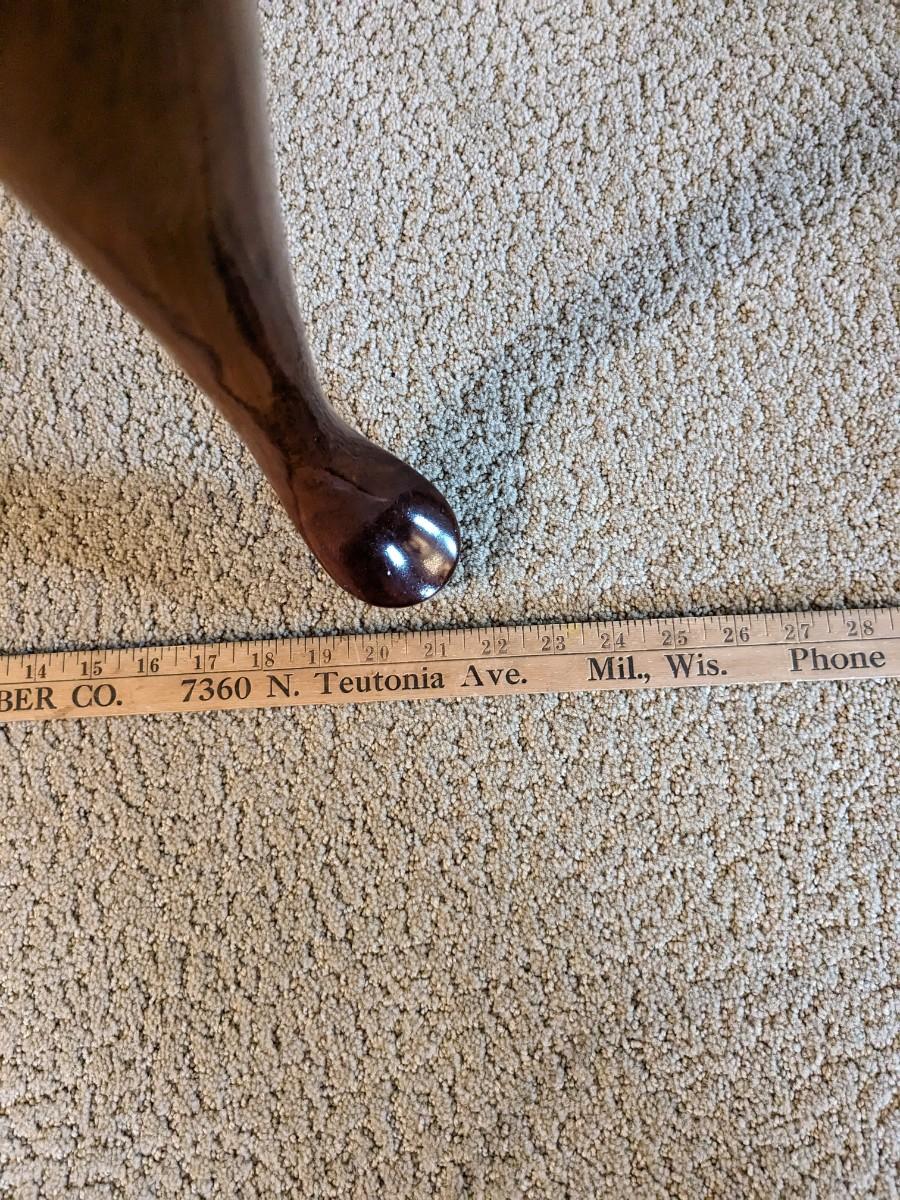 14 15 16 17 18 19 20 21 22 23 24 25 26 27 28
BER CO. 7360 N. Teutonia Ave. Mil., Wis. Phone